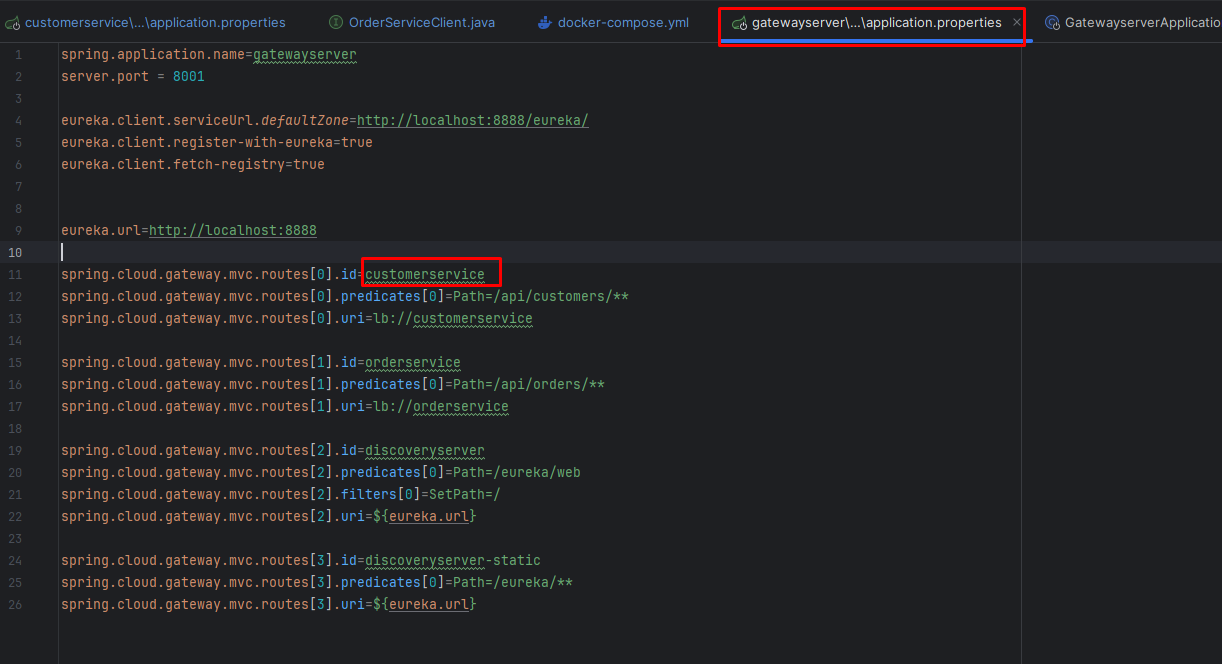 customerservice\...\application.properties OrderServiceClient.java docker-compose.yml gatewayserver\...\application.properties GatewayserverApplicatio
1 spring.application.name=gatewayserver
2 server.port = 8001
3
4 eureka.client.serviceUrl.defaultZone=http://localhost:8888/eureka/
5 eureka.client.register-with-eureka=true
6 eureka.client.fetch-registry=true
7
8
9 eureka.url=http://localhost:8888
10
11 spring.cloud.gateway.mvc.routes[0].id=customerservice
12 spring.cloud.gateway.mvc.routes[0].predicates[0]=Path=/api/customers/**
13 spring.cloud.gateway.mvc.routes[0].uri=lb://customerservice
14
15 spring.cloud.gateway.mvc.routes[1].id=orderservice
16 spring.cloud.gateway.mvc.routes[1].predicates[0]=Path=/api/orders/**
17 spring.cloud.gateway.mvc.routes[1].uri=lb://orderservice
18
19 spring.cloud.gateway.mvc.routes[2].id=discoveryserver
20 spring.cloud.gateway.mvc.routes[2].predicates[0]=Path=/eureka/web
21 spring.cloud.gateway.mvc.routes[2].filters[0]=SetPath=/
22 spring.cloud.gateway.mvc.routes[2].uri=${eureka.url}
23
24 spring.cloud.gateway.mvc.routes[3].id=discoveryserver-static
25 spring.cloud.gateway.mvc.routes[3].predicates[0]=Path=/eureka/**
26 spring.cloud.gateway.mvc.routes[3].uri=${eureka.url}